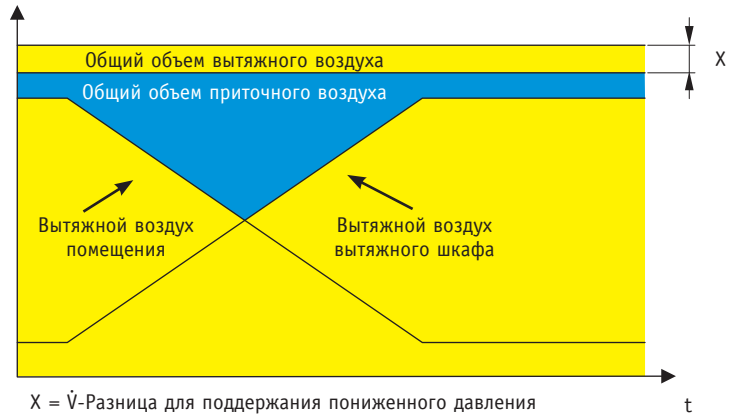 Общий объем вытяжного воздуха
X
Общий объем приточного воздуха
Вытяжной воздух
помещения
Вытяжной воздух
вытяжного шкафа
X = V̇-Разница для поддержания пониженного давления
t